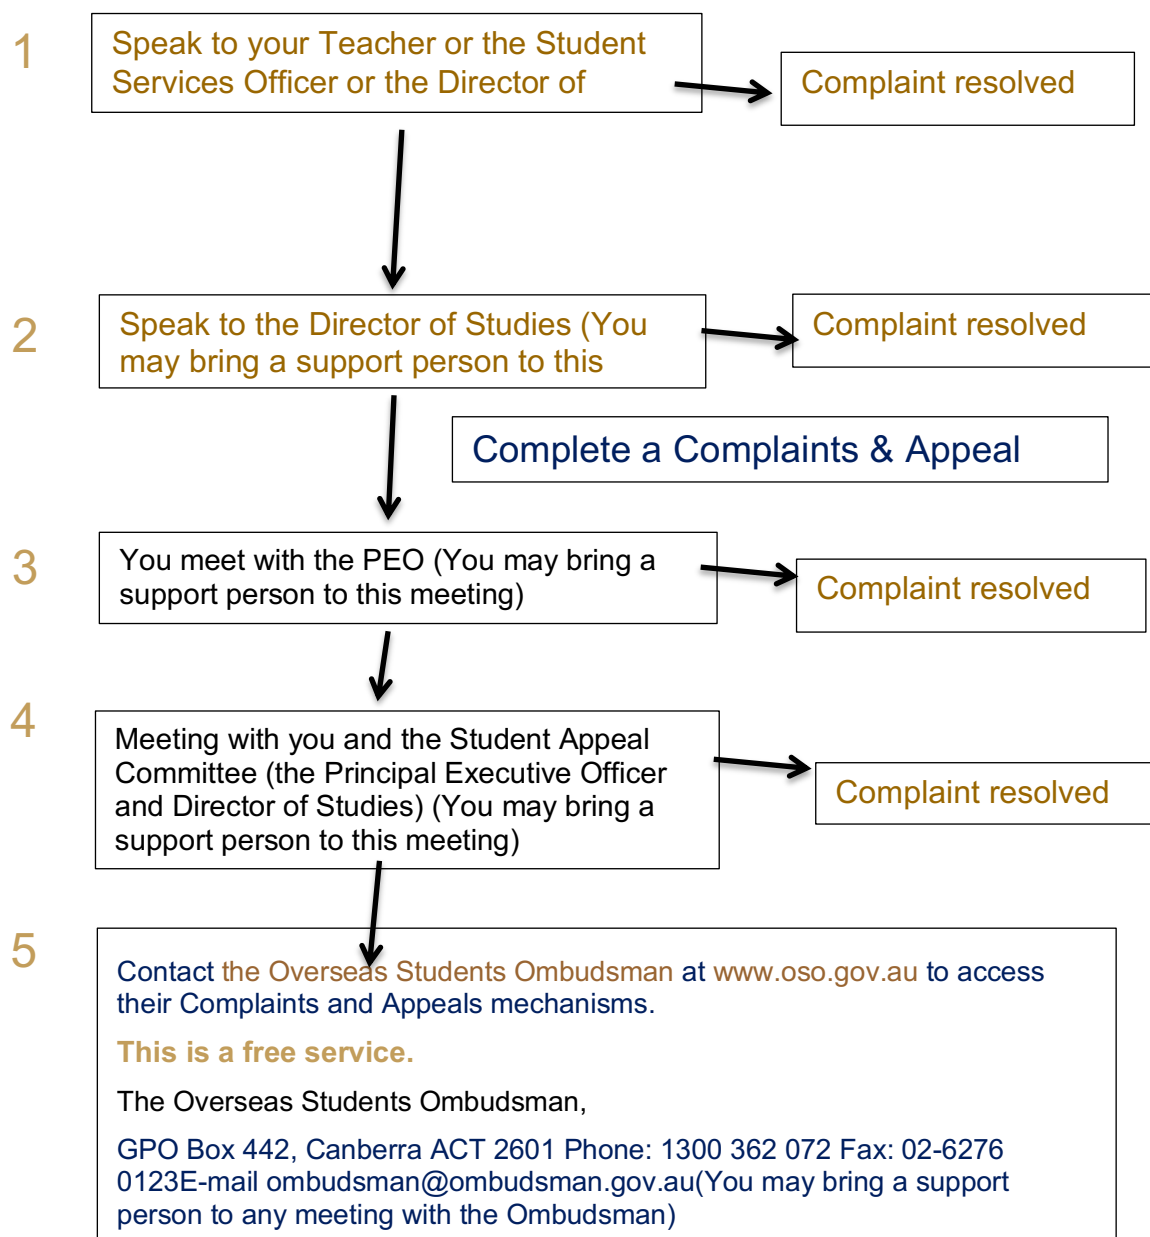 1
Speak to your Teacher or the Student
Services Officer or the Director of
Complaint resolved
2
Speak to the Director of Studies (You
may bring a support person to this
Complaint resolved
Complete a Complaints & Appeal
3
You meet with the PEO (You may bring a
support person to this meeting)
Complaint resolved
4
Meeting with you and the Student Appeal
Committee (the Principal Executive Officer
and Director of Studies) (You may bring a
support person to this meeting)
Complaint resolved
5
Contact the Overseas Students Ombudsman at www.oso.gov.au to access
their Complaints and Appeals mechanisms.
This is a free service.
The Overseas Students Ombudsman,
GPO Box 442, Canberra ACT 2601 Phone: 1300 362 072 Fax: 02-6276
0123E-mail ombudsman@ombudsman.gov.au(You may bring a support
person to any meeting with the Ombudsman)